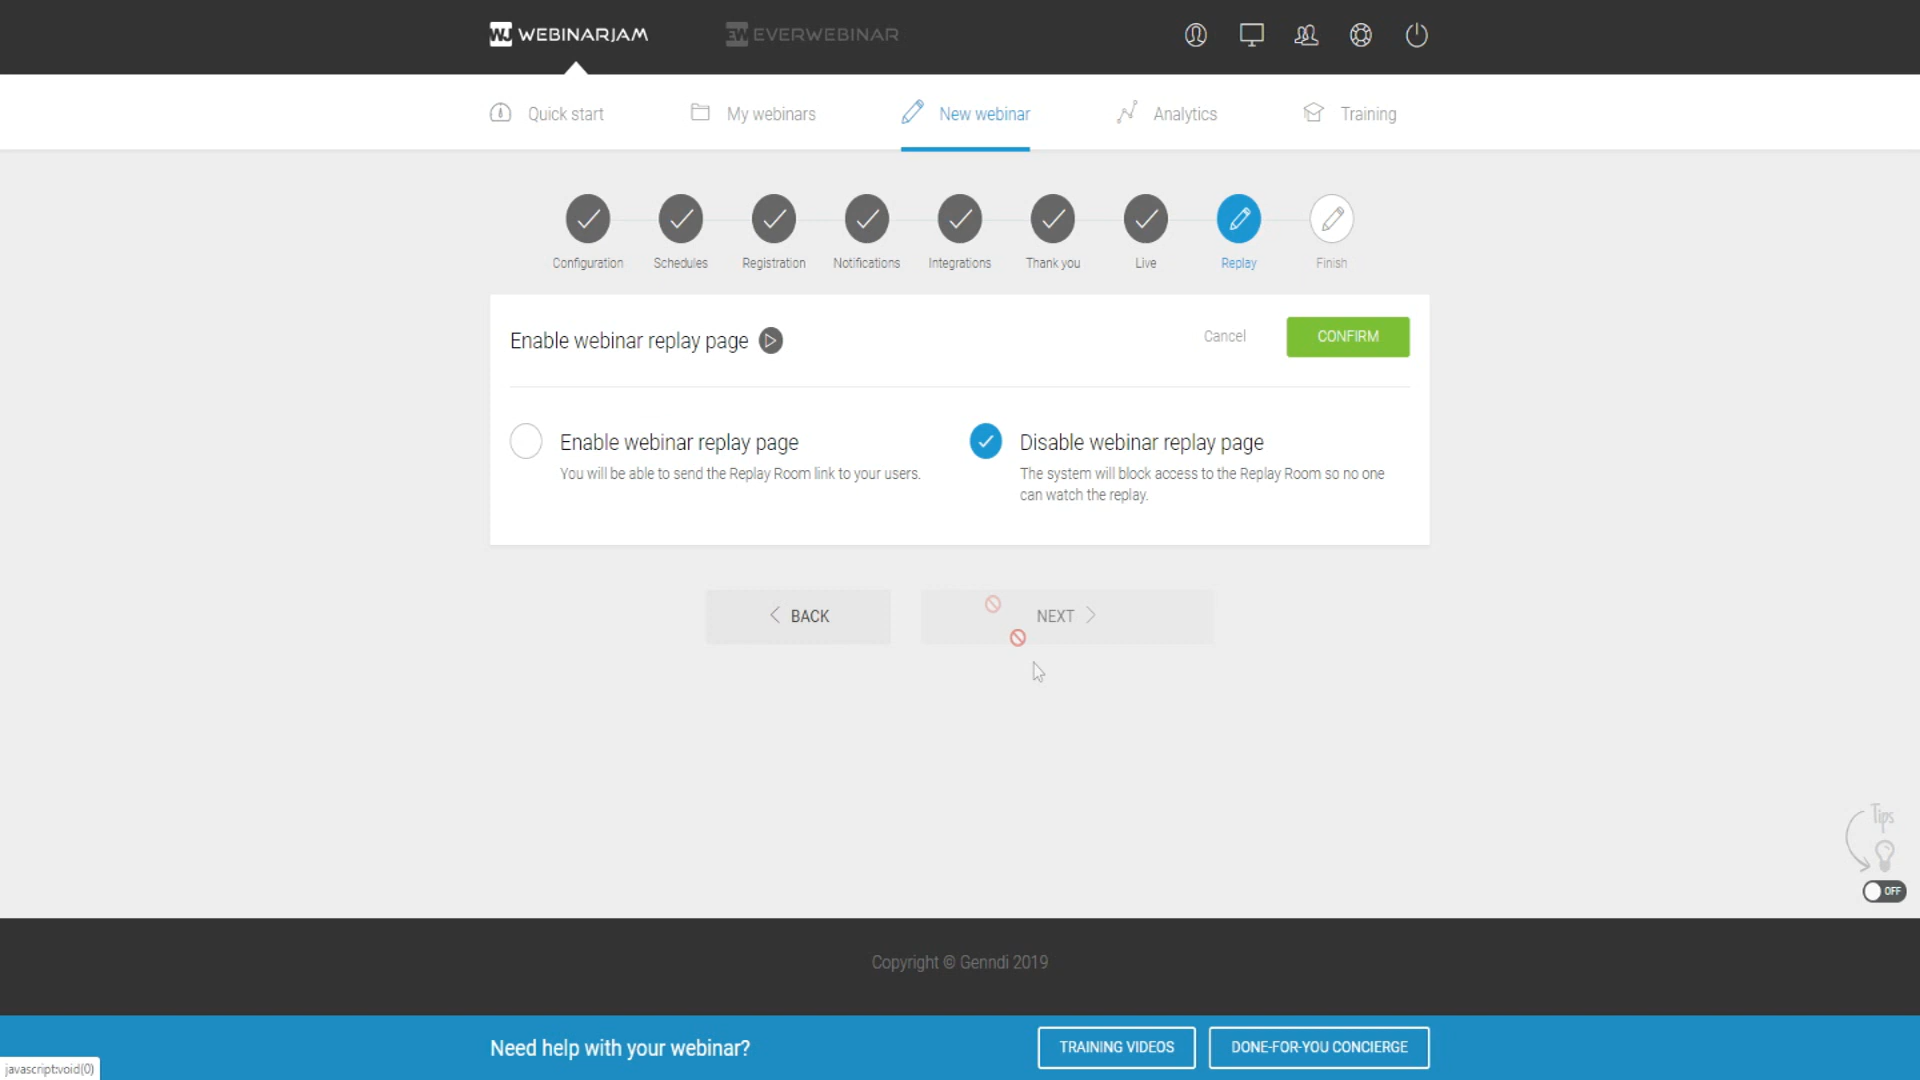 WJ WEBINARJAM
EW EVERWEBINAR
Quick start
My webinars
New webinar
Analytics
Training
Configuration
Schedules
Registration
Notifications
Integrations
Thank you
Live
Replay
Finish
Enable webinar replay page
Cancel
CONFIRM
Enable webinar replay page
You will be able to send the Replay Room link to your users.
Disable webinar replay page
The system will block access to the Replay Room so no one
can watch the replay.
BACK
NEXT
Tips
OFF
Copyright © Genndi 2019
Need help with your webinar?
TRAINING VIDEOS
DONE-FOR-YOU CONCIERGE
javascript:void(0)